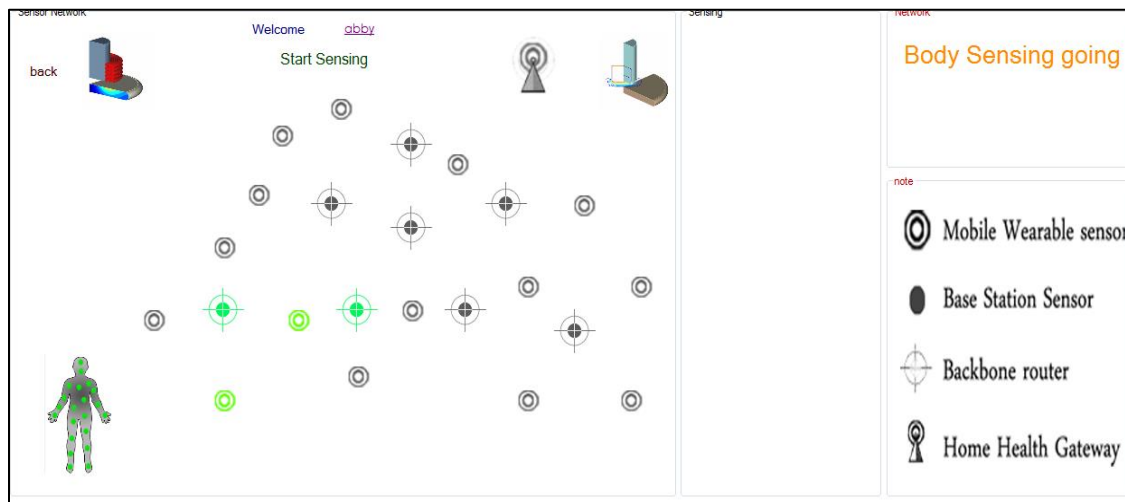 Sensor Network
Welcome abby
Start Sensing
back
Sensing
Network
Body Sensing going
note
Mobile Wearable sensor
Base Station Sensor
Backbone router
Home Health Gateway